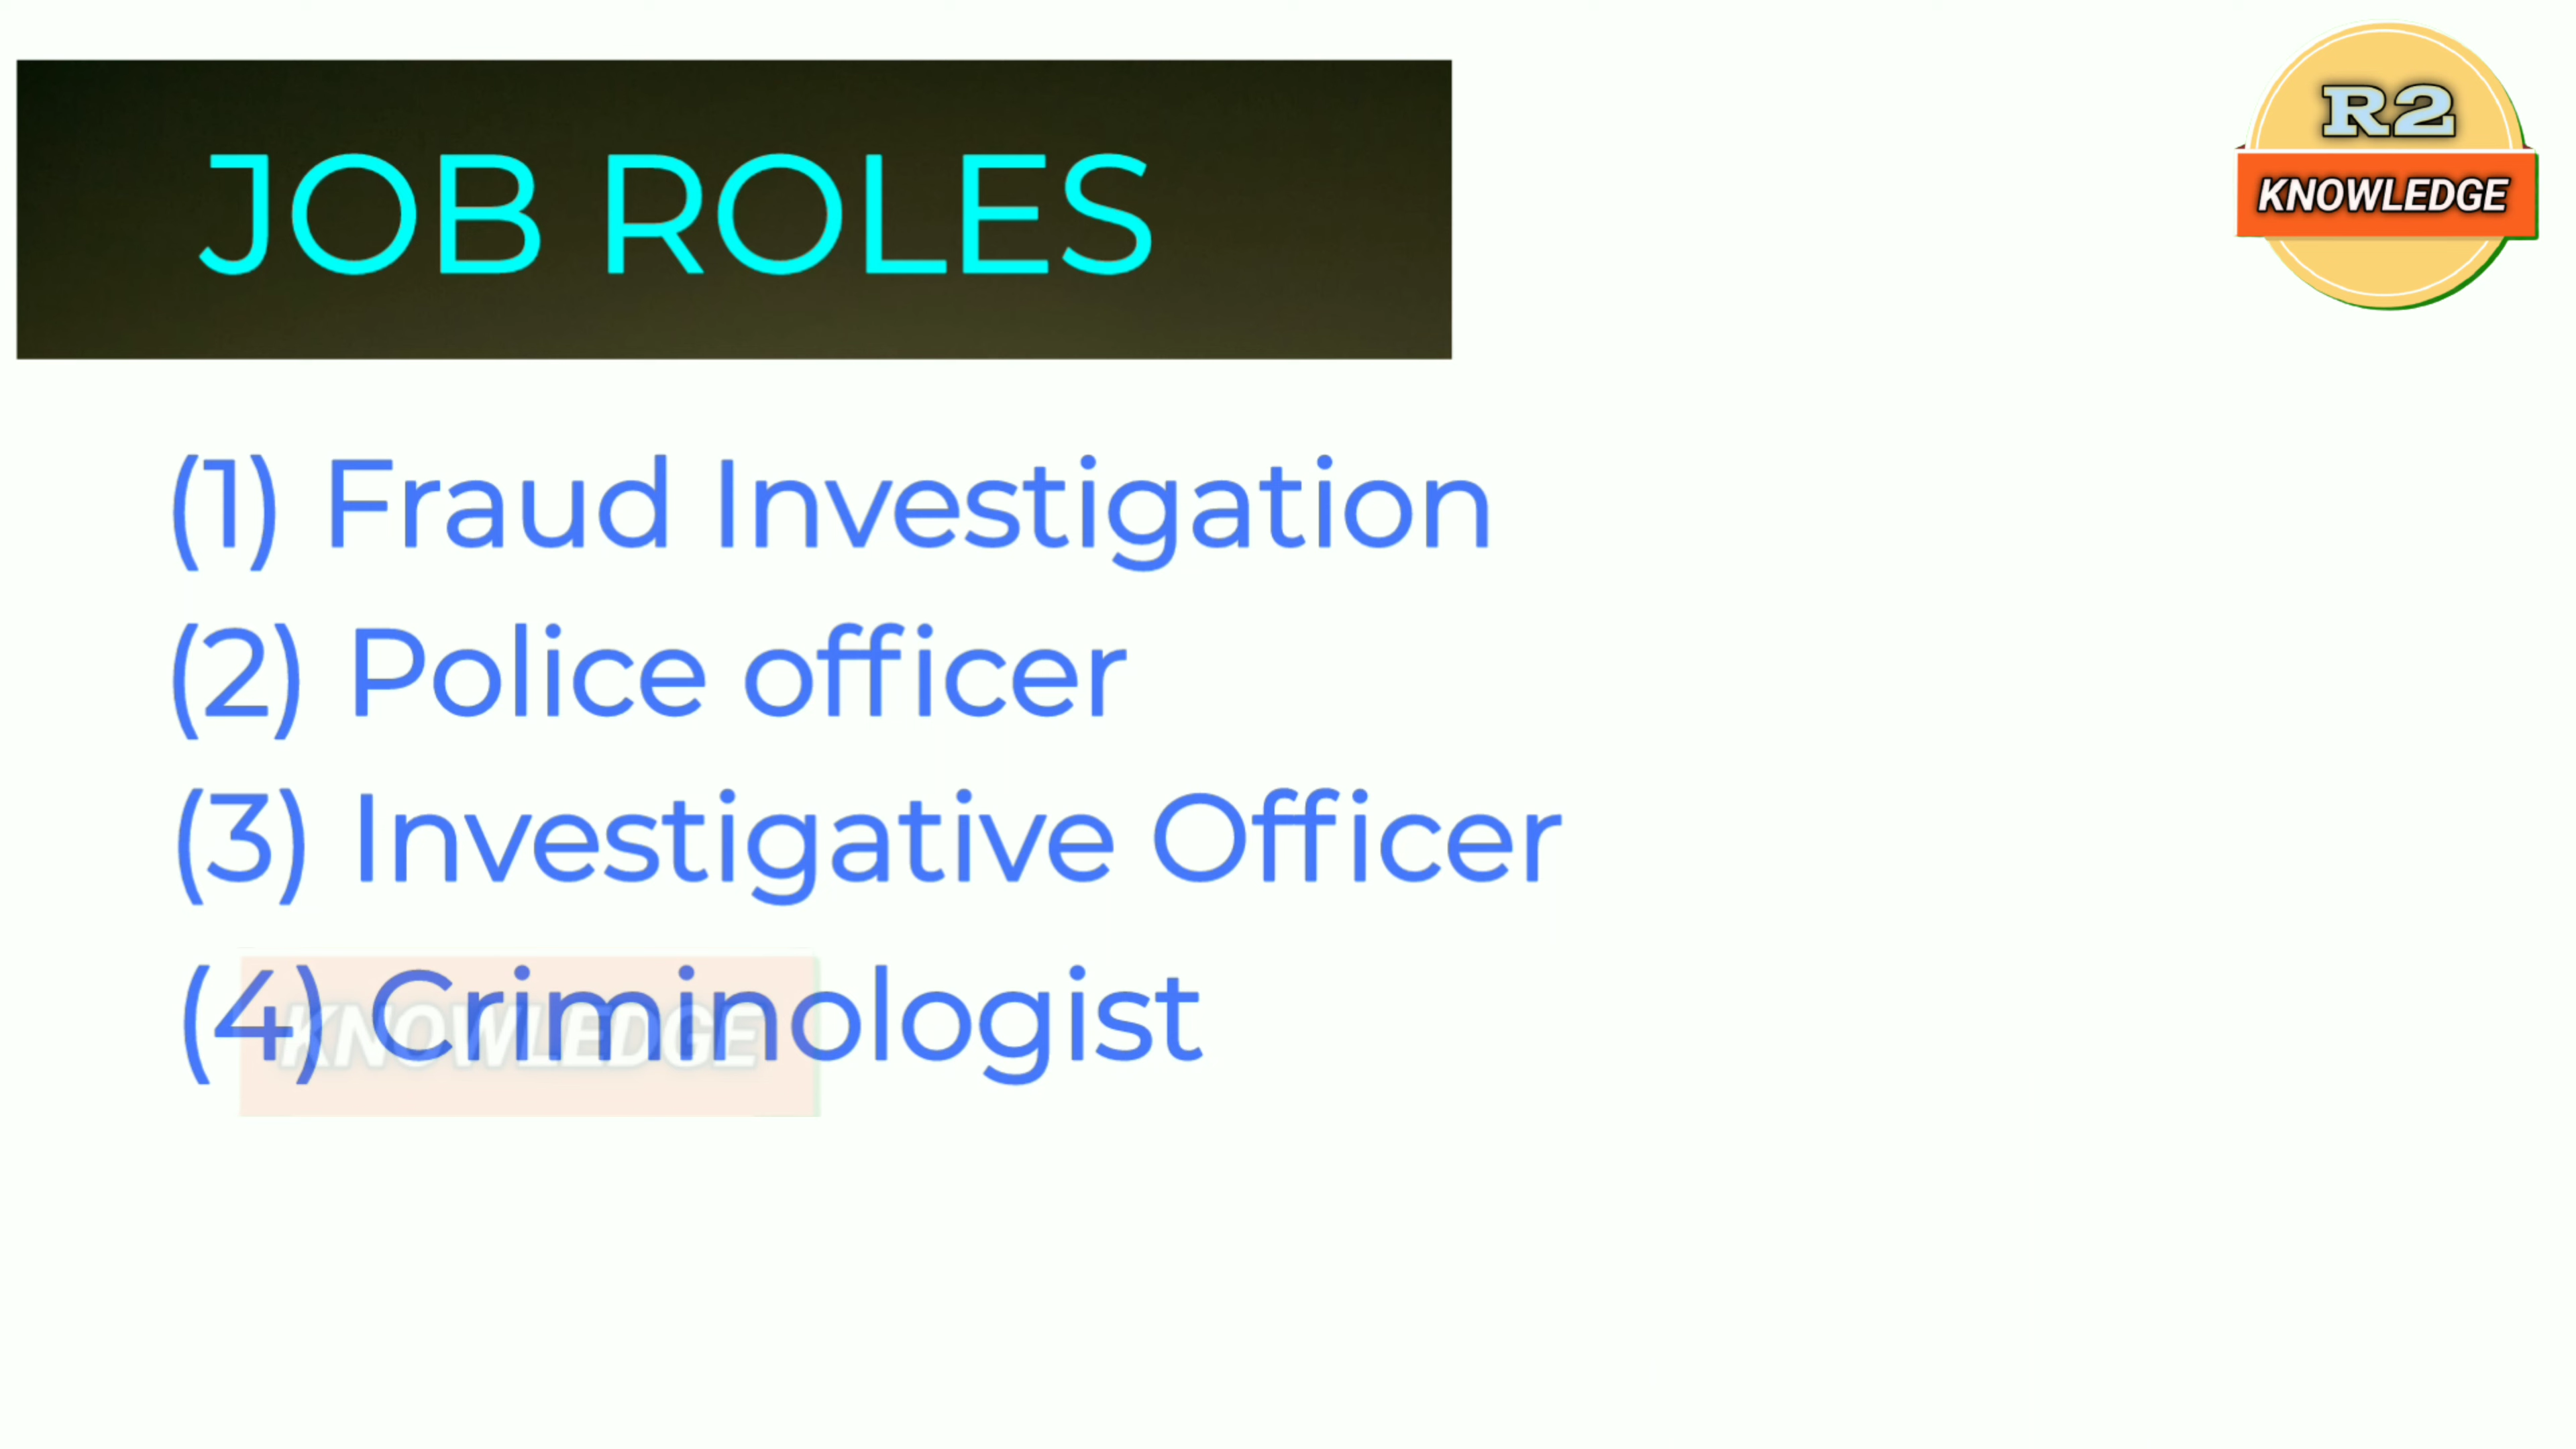 R2
KNOWLEDGE
JOB ROLES
(1) Fraud Investigation
(2) Police officer
(3) Investigative Officer
(4) Criminologist
KNOWLEDGE